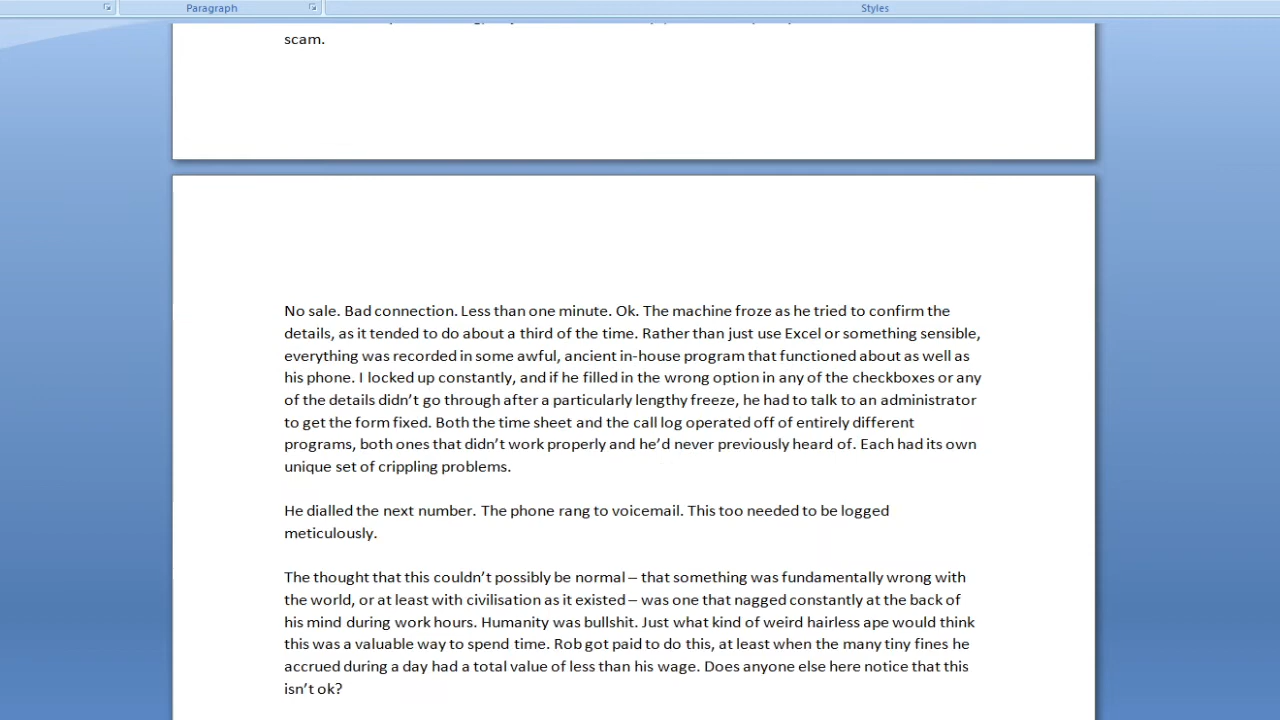 Paragraph
Styles
scam.
No sale. Bad connection. Less than one minute. Ok. The machine froze as he tried to confirm the
details, as it tended to do about a third of the time. Rather than just use Excel or something sensible,
everything was recorded in some awful, ancient in-house program that functioned about as well as
his phone. I locked up constantly, and if he filled in the wrong option in any of the checkboxes or any
of the details didn’t go through after a particularly lengthy freeze, he had to talk to an administrator
to get the form fixed. Both the time sheet and the call log operated off of entirely different
programs, both ones that didn’t work properly and he’d never previously heard of. Each had its own
unique set of crippling problems.
He dialled the next number. The phone rang to voicemail. This too needed to be logged
meticulously.
The thought that this couldn’t possibly be normal – that something was fundamentally wrong with
the world, or at least with civilisation as it existed – was one that nagged constantly at the back of
his mind during work hours. Humanity was bullshit. Just what kind of weird hairless ape would think
this was a valuable way to spend time. Rob got paid to do this, at least when the many tiny fines he
accrued during a day had a total value of less than his wage. Does anyone else here notice that this
isn’t ok?